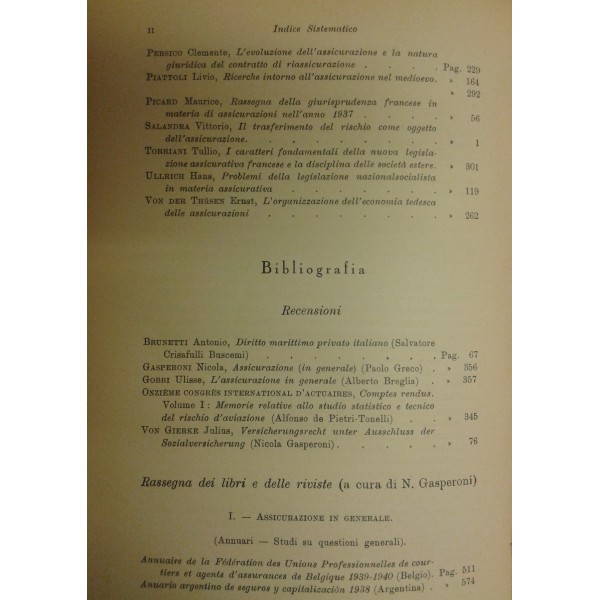 II Indice Sistematico
PERSICO Clemente, L'evoluzione dell'assicurazione e la natura
giuridica del contratto di riassicurazione . . . . Pag. 229
PIATTOLI Livio, Ricerche intorno all'assicurazione nel medioevo. » 164
» 292
PICARD Maurice, Rassegna della giurisprudenza francese in
materia di assicurazioni nell'anno 1937 . . . . » 56
SALANDRA Vittorio, Il trasferimento del rischio come oggetto
dell'assicurazione. . . . . . . . » 1
TORRIANI Tullio, I caratteri fondamentali della nuova legisla-
zione assicurativa francese e la disciplina delle società estere. » 301
ULLRICH Hans, Problemi della legislazione nazionalsocialista
in materia assicurativa . . . . . . . » 119
VON DER THÜSEN Ernst, L'organizzazione dell'economia tedesca
delle assicurazioni . . . . . . . » 262
Bibliografia
Recensioni
BRUNETTI Antonio, Diritto marittimo privato italiano (Salvatore
Crisafulli Buscemi) . . . . . . . Pag. 67
GASPERONI Nicola, Assicurazione (in generale) (Paolo Greco) . » 356
GOBBI Ulisse, L'assicurazione in generale (Alberto Breglia) . » 357
ONZIÈME CONGRÈS INTERNATIONAL D'ACTUAIRES, Comptes rendus.
Volume I : Memorie relative allo studio statistico e tecnico
del rischio d'aviazione (Alfonso de Pietri-Tonelli) . . » 345
VON GIERKE Julius, Versicherungsrecht unter Ausschluss der
Sozialversicherung (Nicola Gasperoni) . . . . » 76
Rassegna dei libri e delle riviste (a cura di N. Gasperoni)
I. — ASSICURAZIONE IN GENERALE.
(Annuari — Studi su questioni generali).
Annuaire de la Fédération des Unions Professionnelles de cour-
tiers et agents d'assurances de Belgique 1939-1940 (Belgio). Pag. 511
Anuario argentino de seguros y capitalización 1938 (Argentina) . » 574